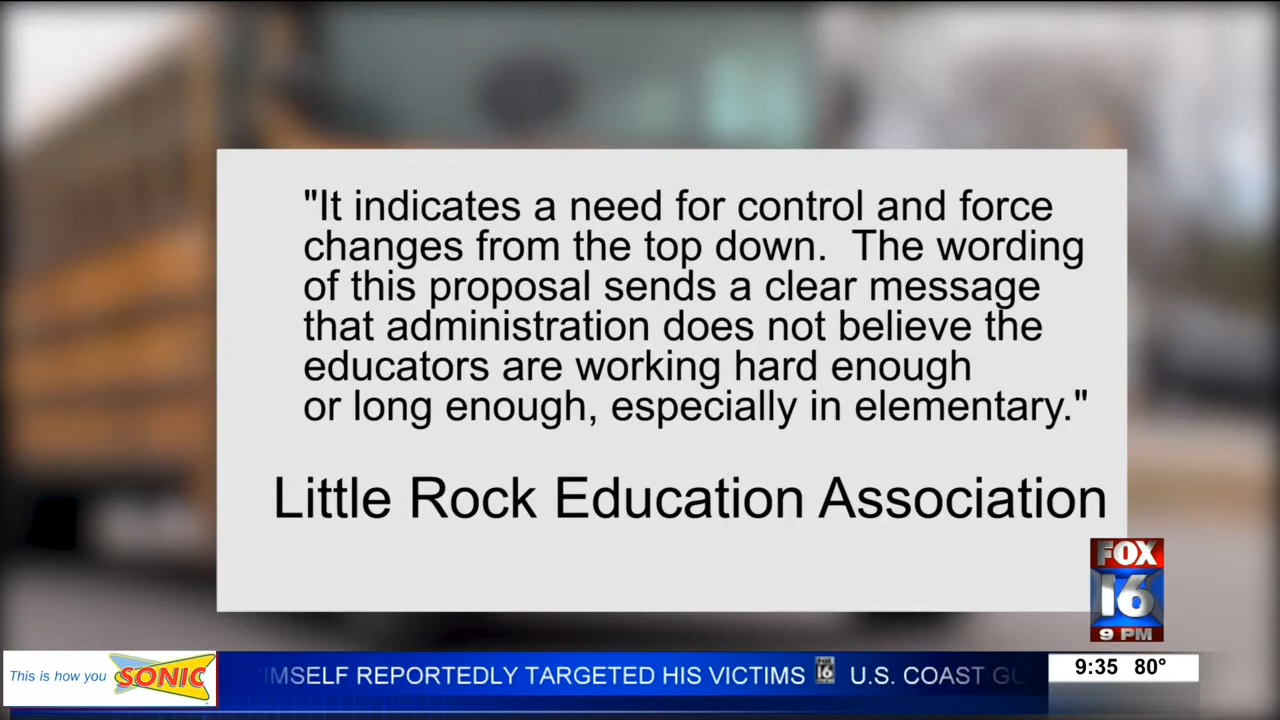 "It indicates a need for control and force
changes from the top down.  The wording
of this proposal sends a clear message
that administration does not believe the
educators are working hard enough
or long enough, especially in elementary."
Little Rock Education Association
FOX
16
9 PM
This is how you SONIC
MSELF REPORTEDLY TARGETED HIS VICTIMS FOX 16 U.S. COAST
9:35 80°